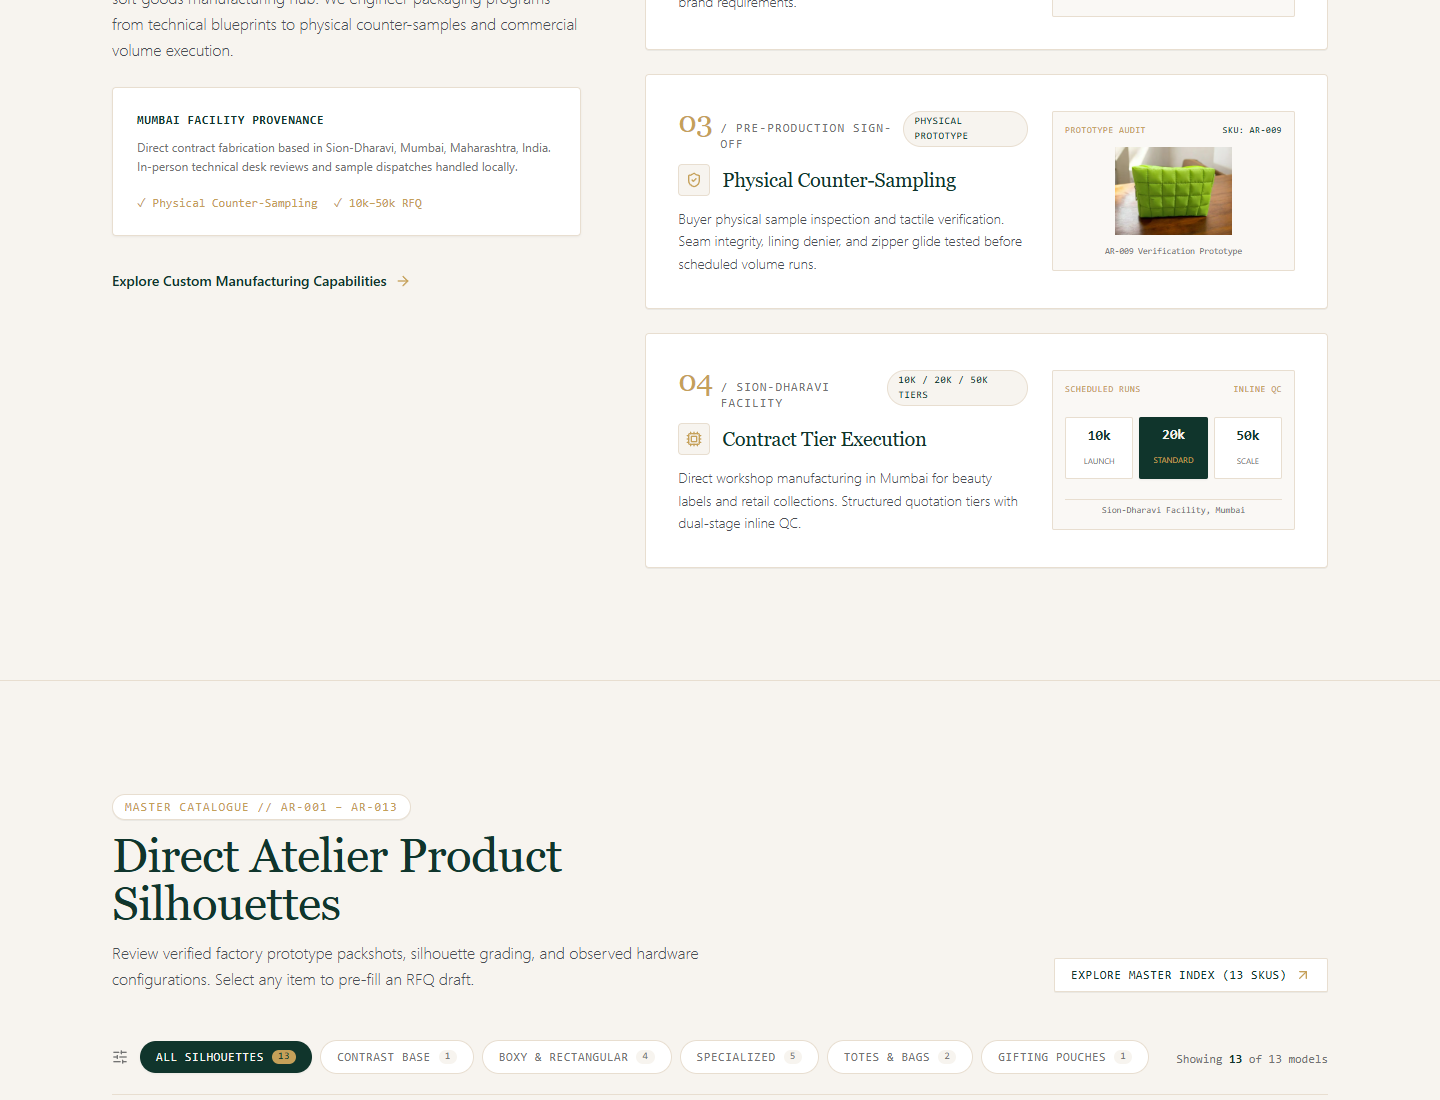 from technical blueprints to physical counter-samples and commercial
volume execution.
MUMBAI FACILITY PROVENANCE
Direct contract fabrication based in Sion-Dharavi, Mumbai, Maharashtra, India.
In-person technical desk reviews and sample dispatches handled locally.
✓ Physical Counter-Sampling ✓ 10k–50k RFQ
Explore Custom Manufacturing Capabilities →
brand requirements.
03 / PRE-PRODUCTION SIGN-
OFF
PHYSICAL
PROTOTYPE
Physical Counter-Sampling
Buyer physical sample inspection and tactile verification.
Seam integrity, lining denier, and zipper glide tested before
scheduled volume runs.
PROTOTYPE AUDIT SKU: AR-009
AR-009 Verification Prototype
04 / SION-DHARAVI
FACILITY
10K / 20K / 50K
TIERS
Contract Tier Execution
Direct workshop manufacturing in Mumbai for beauty
labels and retail collections. Structured quotation tiers with
dual-stage inline QC.
SCHEDULED RUNS INLINE QC
10k 20k 50k
LAUNCH STANDARD SCALE
Sion-Dharavi Facility, Mumbai
MASTER CATALOGUE // AR-001 — AR-013
Direct Atelier Product
Silhouettes
Review verified factory prototype packshots, silhouette grading, and observed hardware
configurations. Select any item to pre-fill an RFQ draft.
EXPLORE MASTER INDEX (13 SKUS)
ALL SILHOUETTES 13 CONTRAST BASE 1 BOXY & RECTANGULAR 4 SPECIALIZED 5 TOTES & BAGS 2 GIFTING POUCHES 1 Showing 13 of 13 models